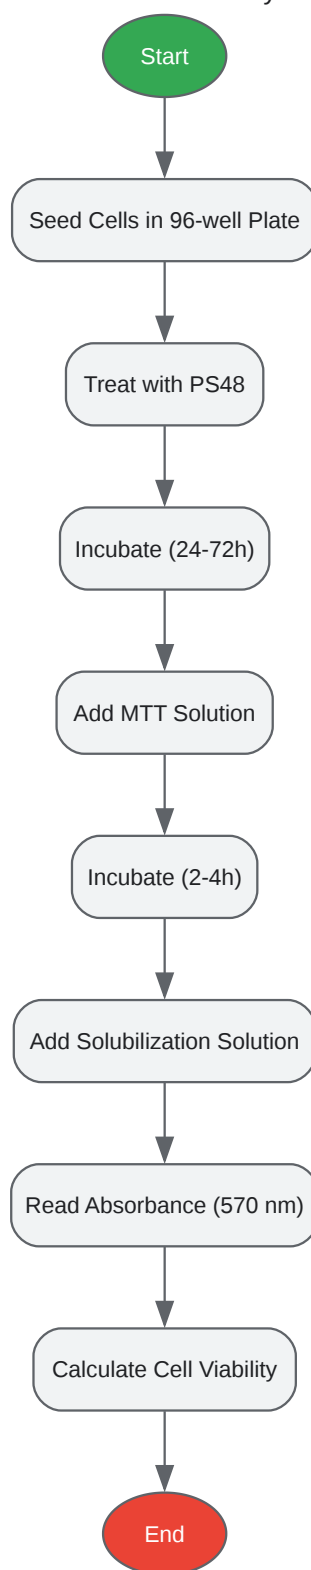 Start
Seed Cells in 96-well Plate
Treat with PS48
Incubate (24-72h)
Add MTT Solution
Incubate (2-4h)
Add Solubilization Solution
Read Absorbance (570 nm)
Calculate Cell Viability
End